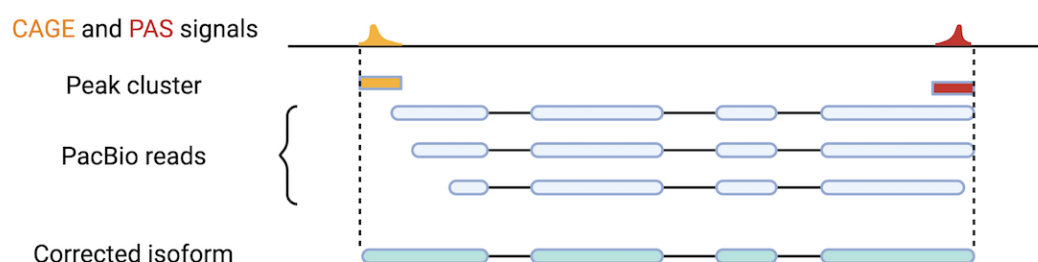 CAGE and PAS signals
Peak cluster
PacBio reads
Corrected isoform